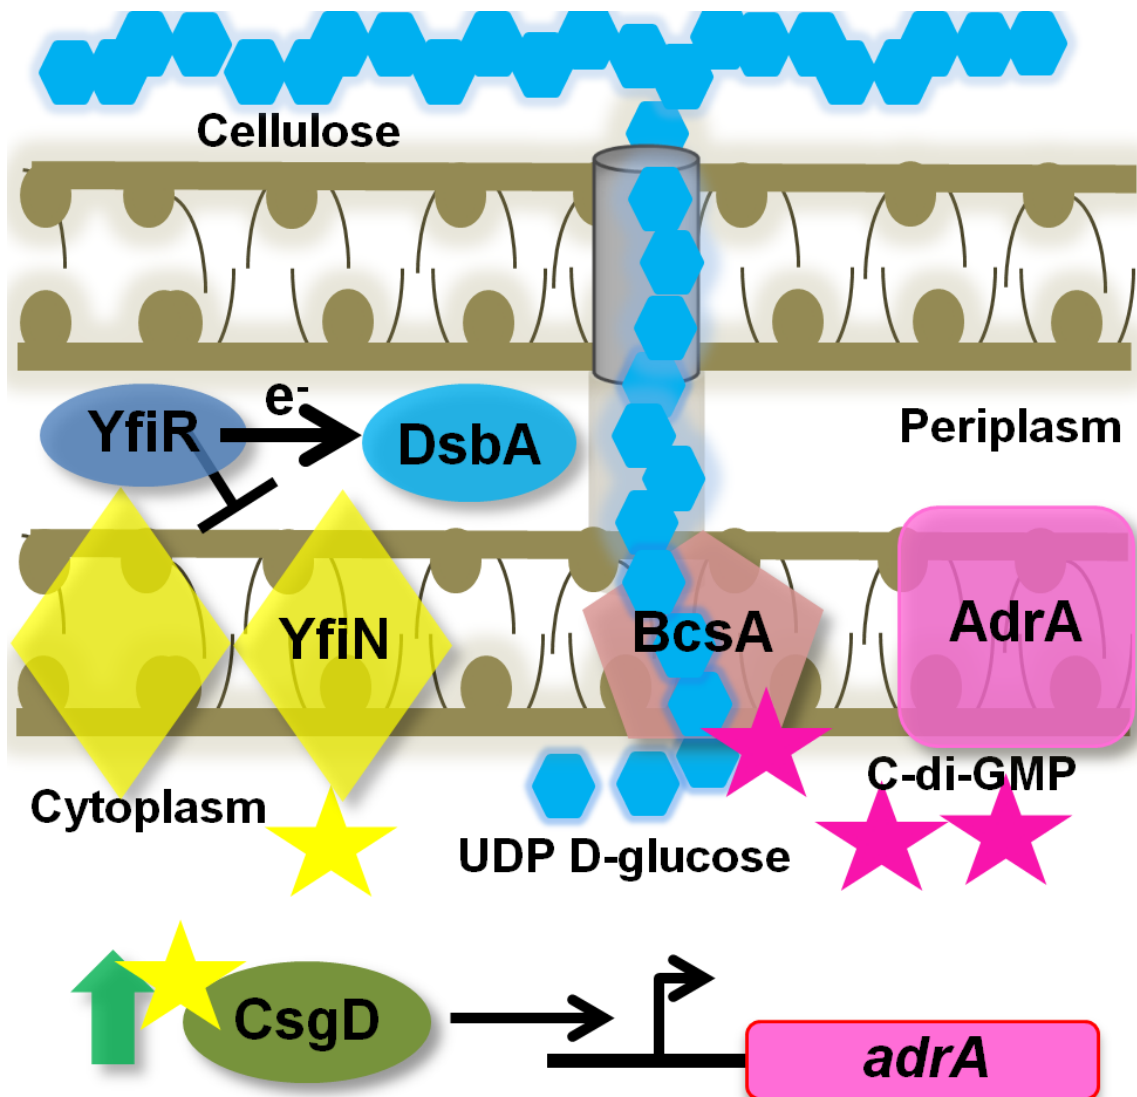 Cellulose
e-
YfiR
DsbA
Periplasm
YfiN
BcsA
AdrA
C-di-GMP
Cytoplasm
UDP D-glucose
CsgD
adrA